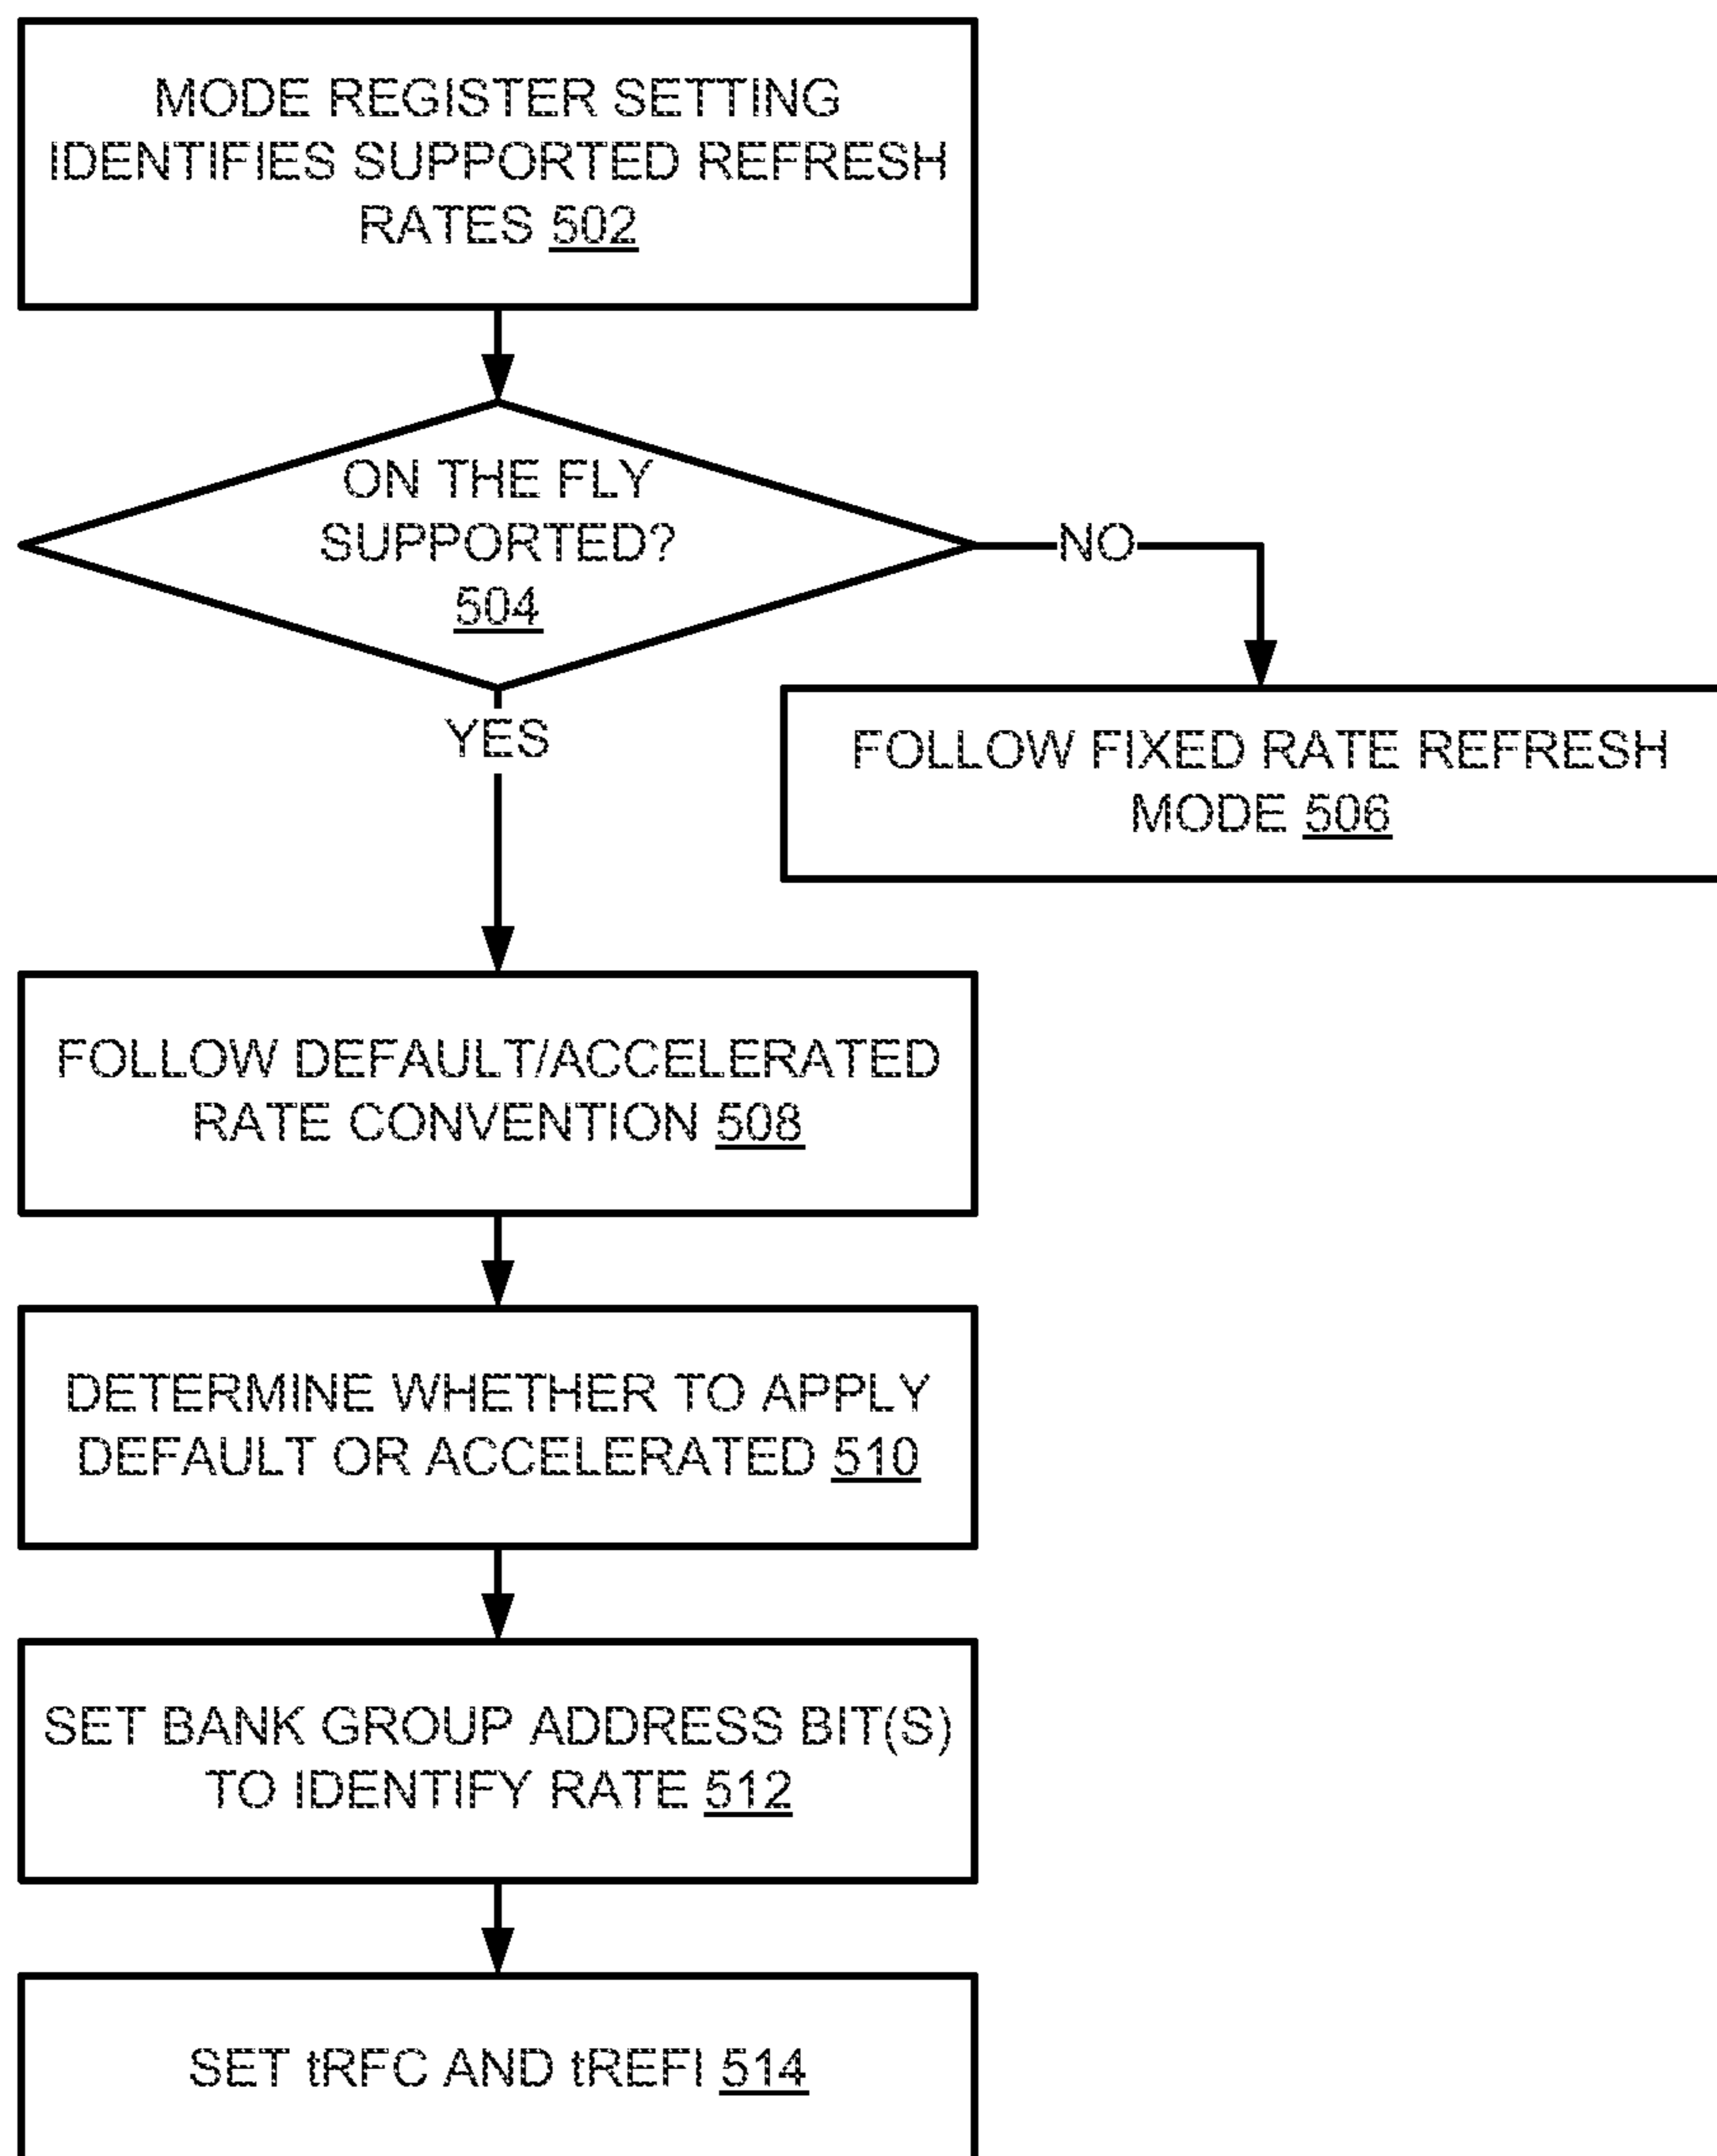 MODE REGISTER SETTING
IDENTIFIES SUPPORTED REFRESH
RATES 502
ON THE FLY
SUPPORTED?
504
NO
YES
FOLLOW FIXED RATE REFRESH
MODE 506
FOLLOW DEFAULT/ACCELERATED
RATE CONVENTION 508
DETERMINE WHETHER TO APPLY
DEFAULT OR ACCELERATED 510
SET BANK GROUP ADDRESS BIT(S)
TO IDENTIFY RATE 512
SET tRFC AND tREFI 514